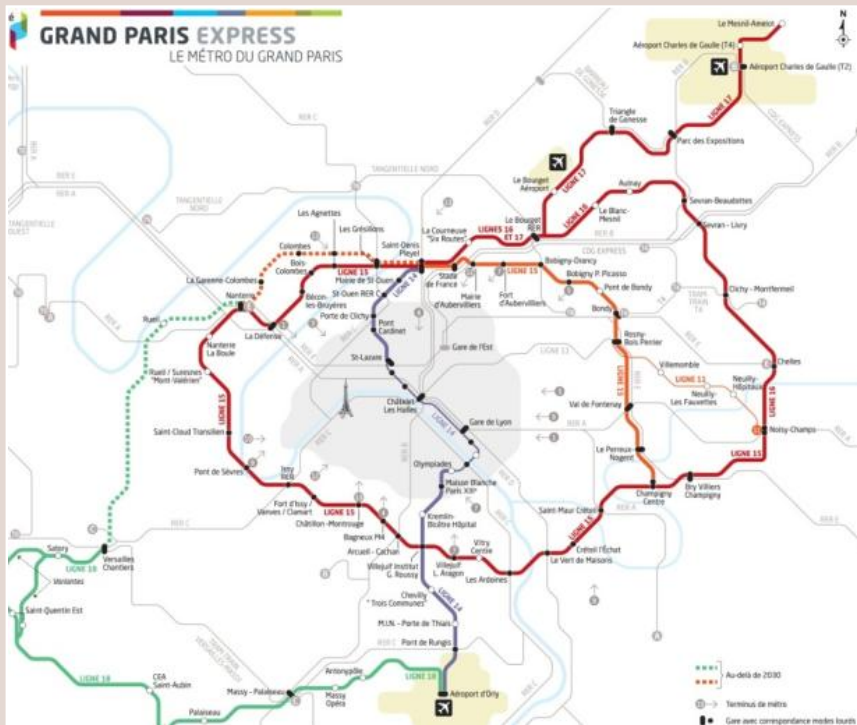 GRAND PARIS EXPRESS
LE MÉTRO DU GRAND PARIS
N
Le Mesnil-Amelot
Aéroport Charles de Gaulle (T4)
Aéroport Charles de Gaulle (T2)
LIGNE 17
CDG EXPRESS
RER B
RER D
RER C
RER E
RER A
Triangle
de Gonesse
Parc des Expositions
Le Bourget
Aéroport
LIGNE 17
TANGENTIELLE NORD
TANGENTIELLE
NORD
Aulnay
Le Blanc-
Mesnil
LIGNE 16
Sevran-Beaudottes
Sevran - Livry
Le Bourget
RER
LIGNES 16
ET 17
La Courneuve
"Six Routes"
Saint-Denis
Pleyel
Les Grésillons
Les Agnettes
Colombes
Bois-
Colombes
La Garenne-Colombes
LIGNE 15
Mairie de St-Ouen
St-Ouen RER C
Stade
de France
Mairie
d'Aubervilliers
Fort
d'Aubervilliers
LIGNE 15
CDG EXPRESS
Bobigny-Drancy
Bobigny P. Picasso
Pont de Bondy
Bondy
TRAM-
TRAIN
T4
Clichy - Montfermeil
Nanterre
Rueil
La Défense
Bécon-
les-Bruyères
Porte de Clichy
Pont
Cardinet
LIGNE 14
St-Lazare
Gare de l'Est
Rosny-
Bois Perrier
LIGNE 11
Villemomble
Neuilly-
Les Fauvettes
Neuilly-
Hôpitaux
Chelles
LIGNE 16
Nanterre
La Boule
Rueil / Suresnes
"Mont-Valérien"
LIGNE 15
Châtelet
Les Halles
LIGNE 14
Gare de Lyon
Val de Fontenay
Noisy-Champs
LIGNE 15
Saint-Cloud Transilien
Pont de Sèvres
Issy
RER
Olympiades
Maison Blanche
Paris XIIIᵉ
Le Perreux-
Nogent
Champigny
Centre
Bry Villiers
Champigny
Fort d'Issy /
Vanves / Clamart
LIGNE 15
Châtillon-Montrouge
Bagneux M4
Arcueil - Cachan
Kremlin-
Bicêtre Hôpital
Villejuif Institut
G. Roussy
Villejuif
L. Aragon
Vitry
Centre
Les Ardoines
Saint-Maur Créteil
LIGNE 15
Créteil l'Échat
Le Vert de Maisons
Satory
LIGNE 18
Versailles
Chantiers
Variantes
Saint-Quentin Est
Chevilly
"Trois Communes"
LIGNE 14
M.I.N. - Porte de Thiais
Pont de Rungis
TRAM TRAIN
VERSAILLES-MASSY
LIGNE 18
CEA
Saint-Aubin
Palaiseau
Massy - Palaiseau
Massy
Opéra
Antonypôle
LIGNE 18
Aéroport d'Orly
Au-delà de 2030
Terminus de métro
Gare avec correspondance modes lourds